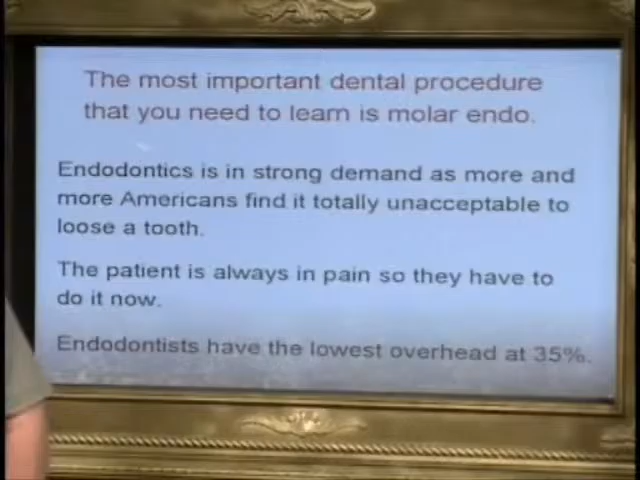 The most important dental procedure
that you need to learn is molar endo.
Endodontics is in strong demand as more and
more Americans find it totally unacceptable to
loose a tooth.
The patient is always in pain so they have to
do it now.
Endodontists have the lowest overhead at 35%.